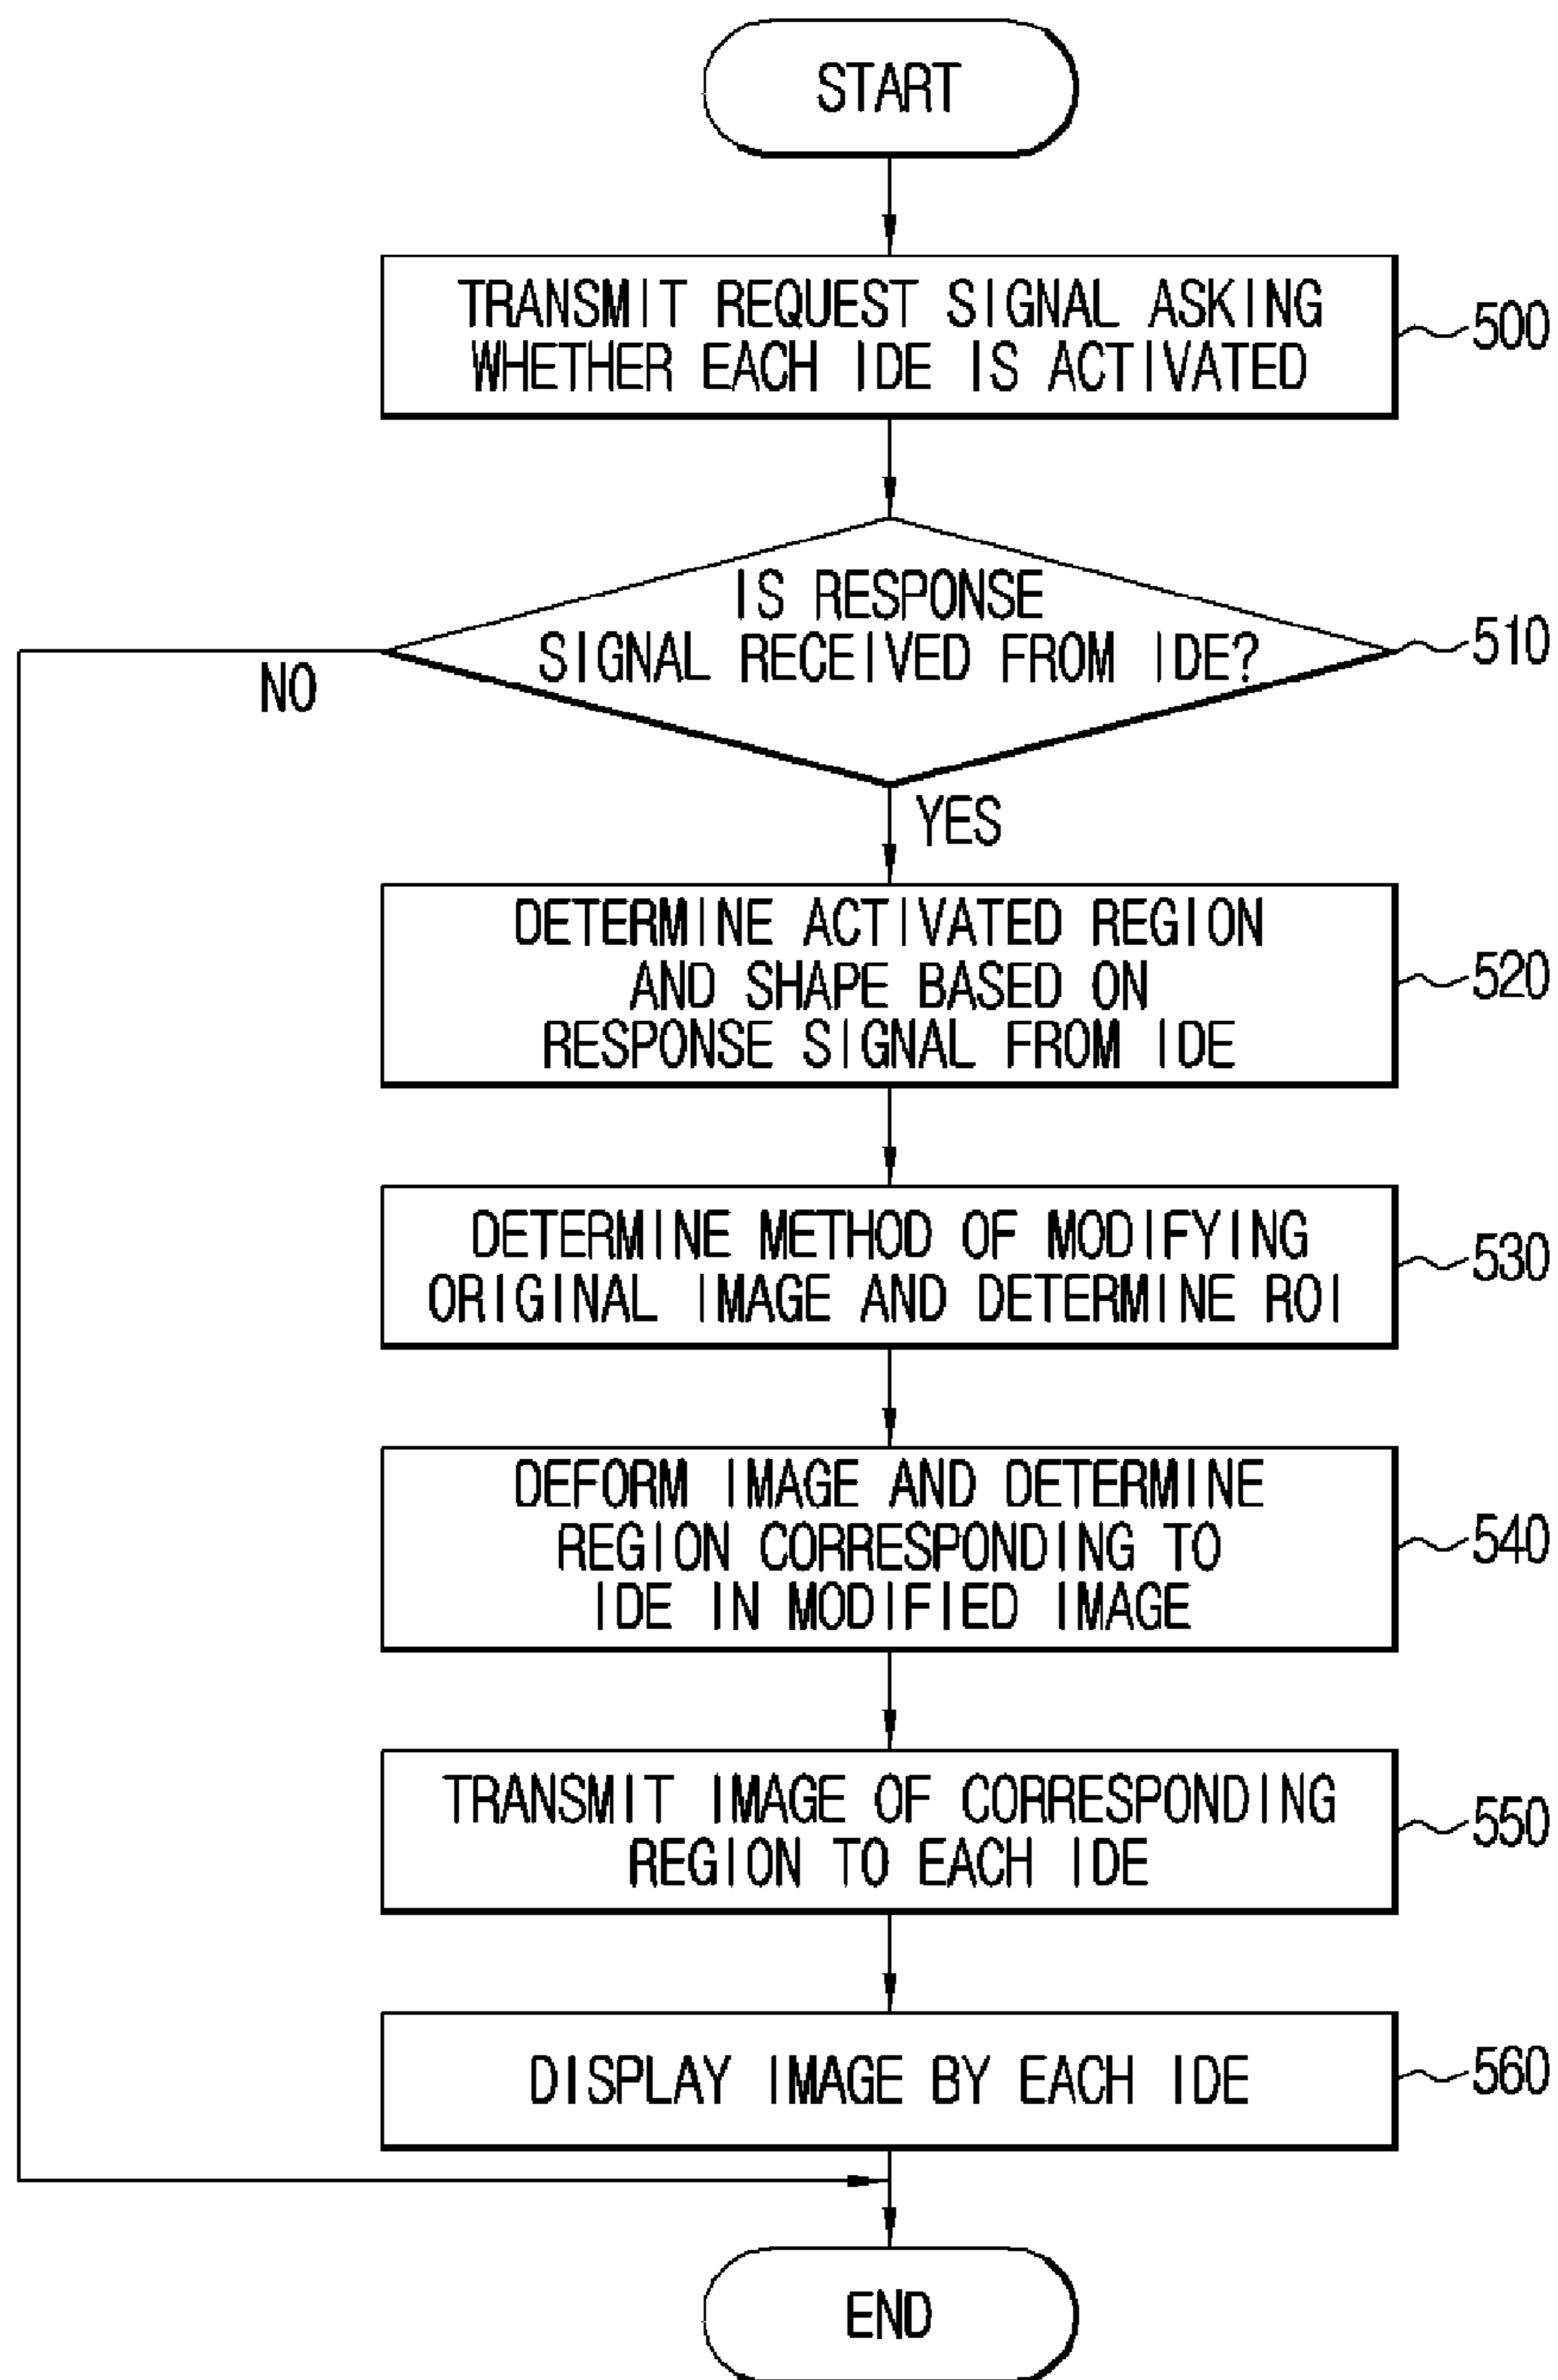 START
TRANSMIT REQUEST SIGNAL ASKING
WHETHER EACH IDE IS ACTIVATED
500
IS RESPONSE
SIGNAL RECEIVED FROM IDE?
510
NO
YES
DETERMINE ACTIVATED REGION
AND SHAPE BASED ON
RESPONSE SIGNAL FROM IDE
520
DETERMINE METHOD OF MODIFYING
ORIGINAL IMAGE AND DETERMINE ROI
530
DEFORM IMAGE AND DETERMINE
REGION CORRESPONDING TO
IDE IN MODIFIED IMAGE
540
TRANSMIT IMAGE OF CORRESPONDING
REGION TO EACH IDE
550
DISPLAY IMAGE BY EACH IDE
560
END